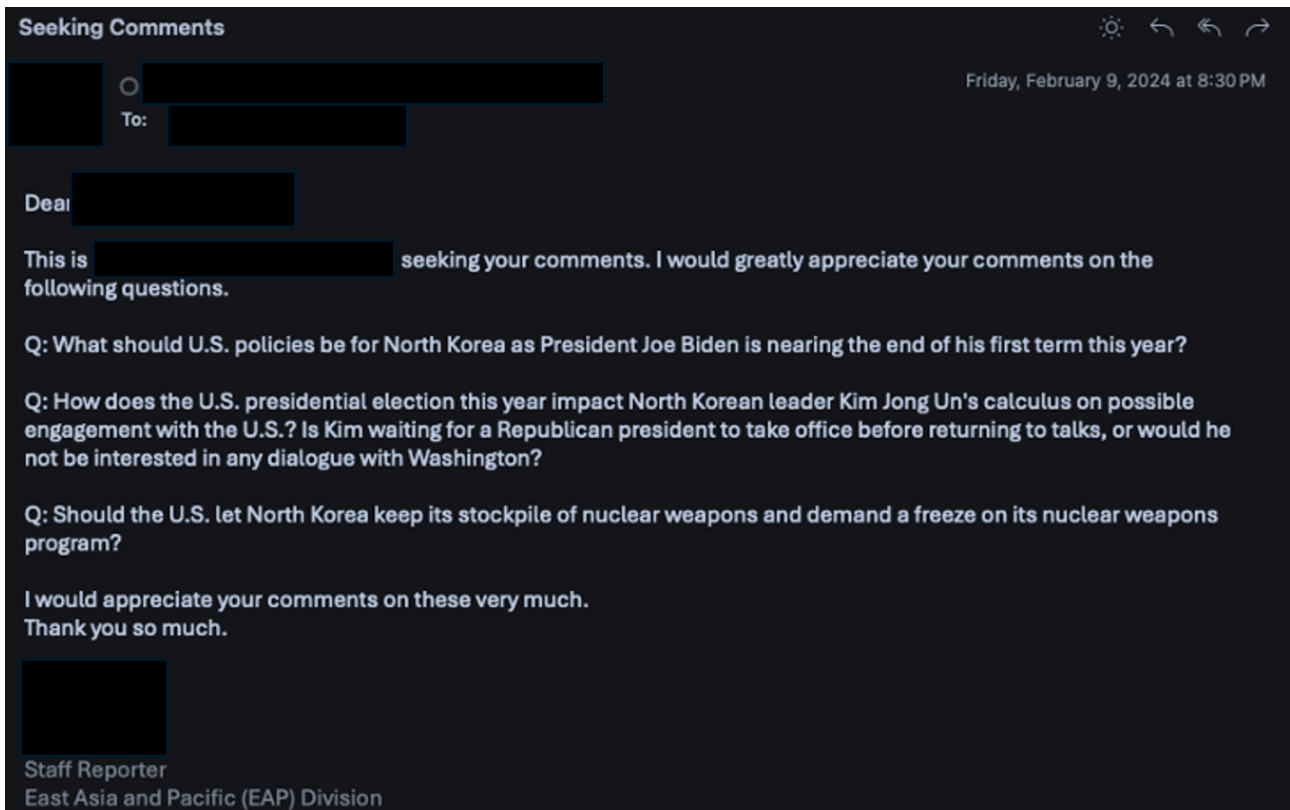 Seeking Comments
Friday, February 9, 2024 at 8:30 PM
To:
Dear
This is seeking your comments. I would greatly appreciate your comments on the
following questions.
Q: What should U.S. policies be for North Korea as President Joe Biden is nearing the end of his first term this year?
Q: How does the U.S. presidential election this year impact North Korean leader Kim Jong Un's calculus on possible
engagement with the U.S.? Is Kim waiting for a Republican president to take office before returning to talks, or would he
not be interested in any dialogue with Washington?
Q: Should the U.S. let North Korea keep its stockpile of nuclear weapons and demand a freeze on its nuclear weapons
program?
I would appreciate your comments on these very much.
Thank you so much.
Staff Reporter
East Asia and Pacific (EAP) Division